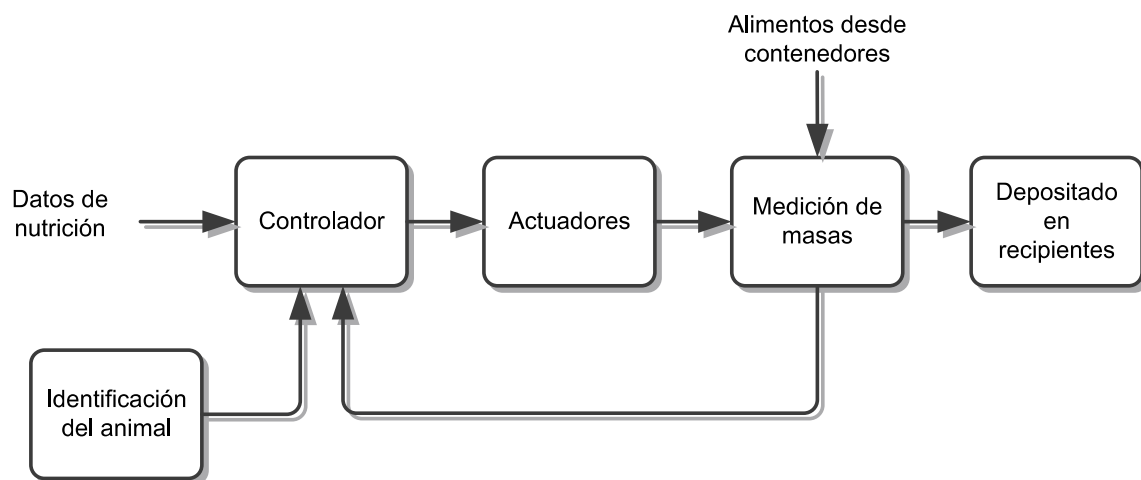 Alimentos desde
contenedores
Datos de
nutrición
Controlador
Actuadores
Medición de
masas
Depositado
en
recipientes
Identificación
del animal